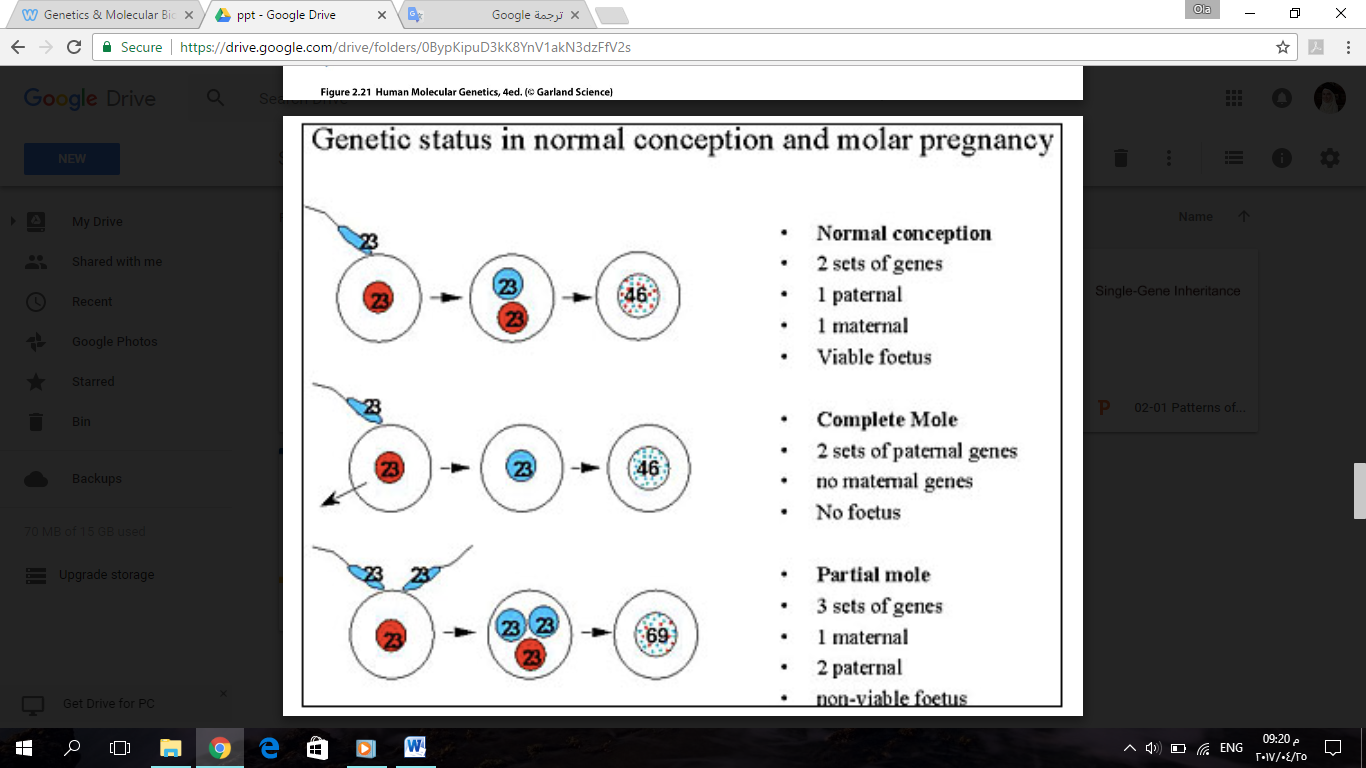 Genetics & Molecular Bi
ppt - Google Drive
ترجمة Google
Ola
Secure
https://drive.google.com/drive/folders/0BypKipuD3kK8YnV1akN3dzFfV2s
Figure 2.21 Human Molecular Genetics, 4ed. (© Garland Science)
Google Drive
NEW
My Drive
Shared with me
Recent
Google Photos
Starred
Bin
Backups
70 MB of 15 GB used
Upgrade storage
Get Drive for PC
Name
Single-Gene Inheritance
P
02-01 Patterns of...
Genetic status in normal conception and molar pregnancy
23
23
23
23
46
• Normal conception
• 2 sets of genes
• 1 paternal
• 1 maternal
• Viable foetus
23
23
23
46
• Complete Mole
• 2 sets of paternal genes
• no maternal genes
• No foetus
23 23
23
23 23
23
69
• Partial mole
• 3 sets of genes
• 1 maternal
• 2 paternal
• non-viable foetus
ENG
09:20 م
٢٠١٧/٠٤/٢٥